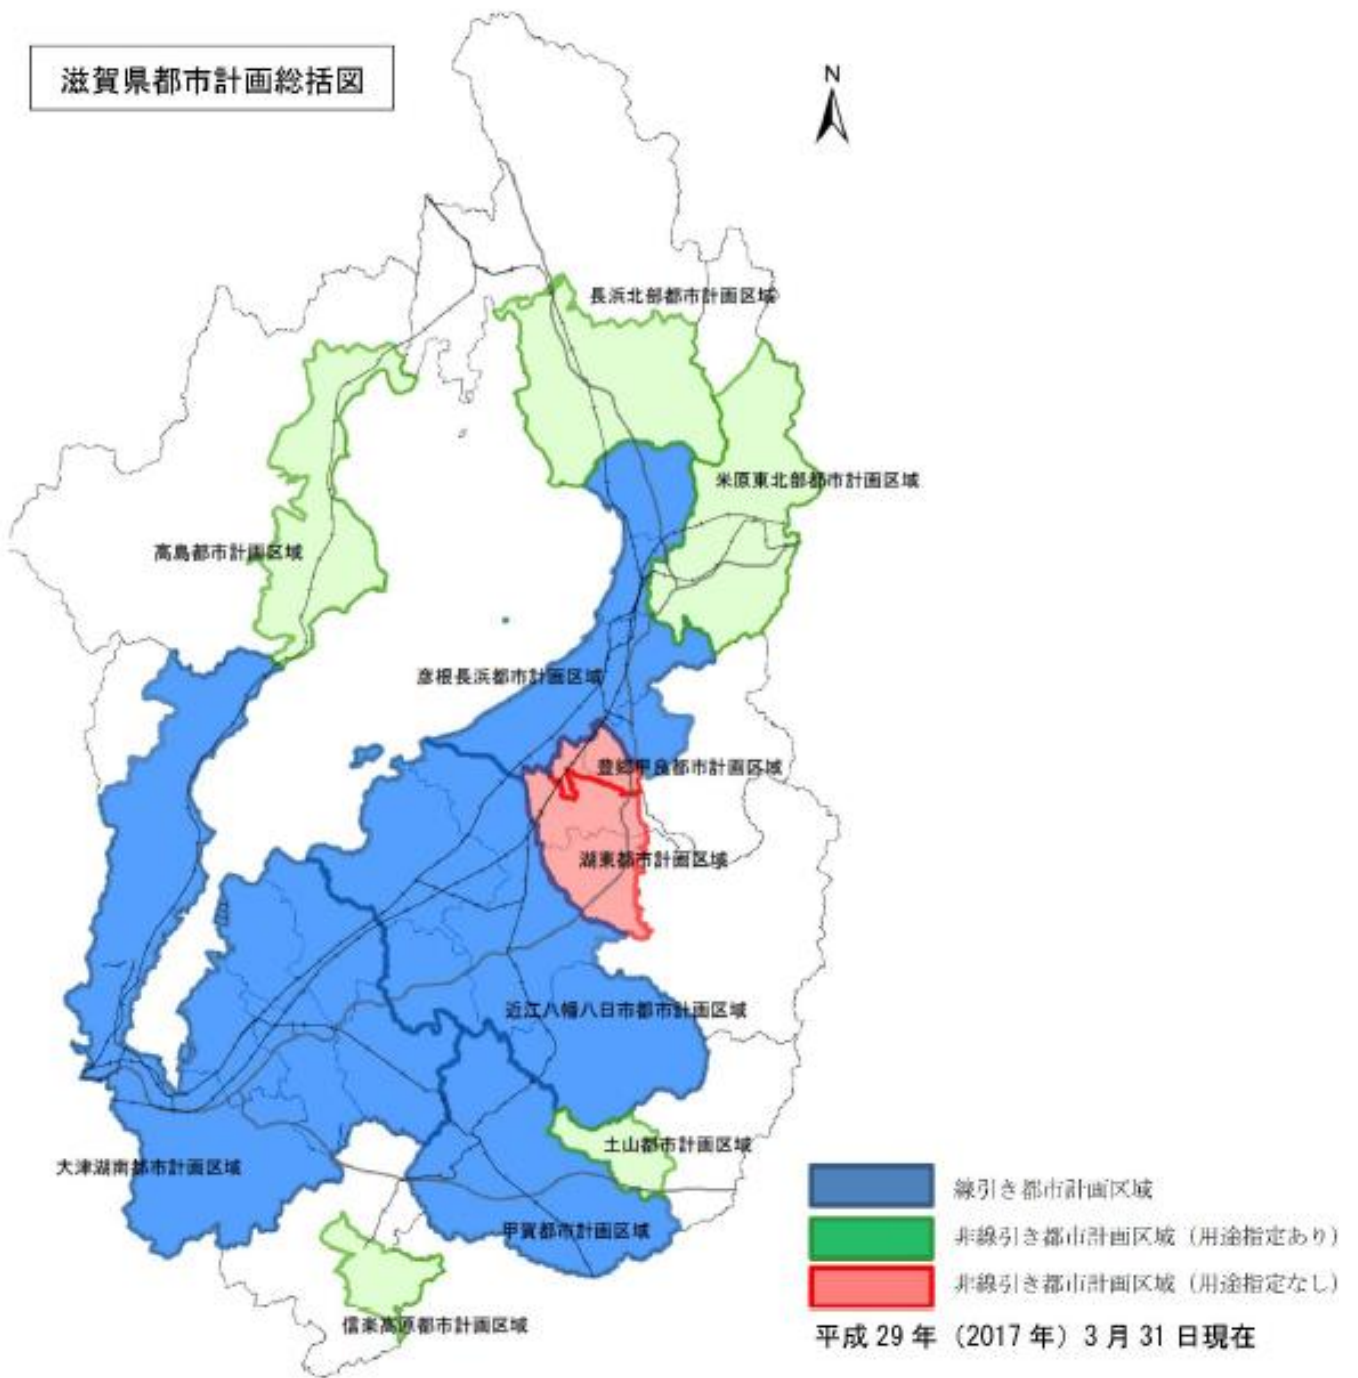 滋賀県都市計画総括図
N
長浜北部都市計画区域
米原東北部都市計画区域
高島都市計画区域
彦根長浜都市計画区域
豊郷甲良都市計画区域
湖東都市計画区域
近江八幡八日市都市計画区域
土山都市計画区域
大津湖南都市計画区域
甲賀都市計画区域
信楽高原都市計画区域
線引き都市計画区域
非線引き都市計画区域（用途指定あり）
非線引き都市計画区域（用途指定なし）
平成 29 年（2017 年）3 月 31 日現在